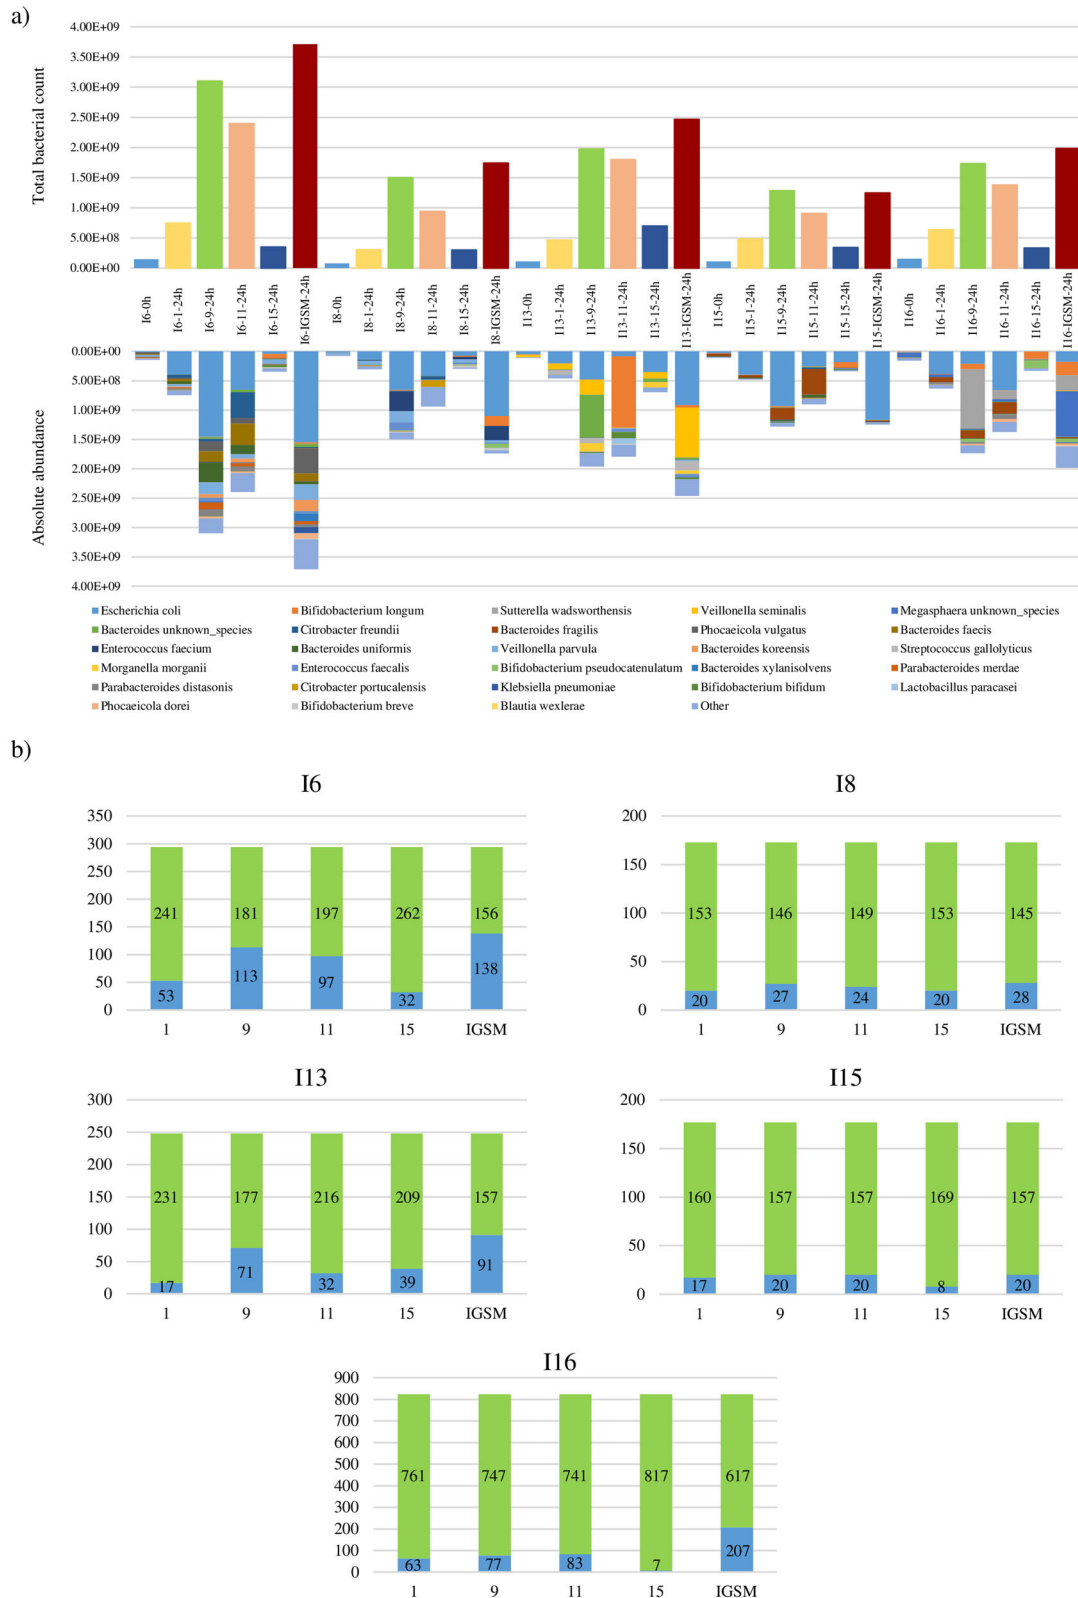 a)
Total bacterial count
4.00E+09
3.50E+09
3.00E+09
2.50E+09
2.00E+09
1.50E+09
1.00E+09
5.00E+08
0.00E+00
I6-0h
I6-1-24h
I6-9-24h
I6-11-24h
I6-15-24h
I6-IGSM-24h
I8-0h
I8-1-24h
I8-9-24h
I8-11-24h
I8-15-24h
I8-IGSM-24h
I13-0h
I13-1-24h
I13-9-24h
I13-11-24h
I13-15-24h
I13-IGSM-24h
I15-0h
I15-1-24h
I15-9-24h
I15-11-24h
I15-15-24h
I15-IGSM-24h
I16-0h
I16-1-24h
I16-9-24h
I16-11-24h
I16-15-24h
I16-IGSM-24h
Absolute abundance
0.00E+00
5.00E+08
1.00E+09
1.50E+09
2.00E+09
2.50E+09
3.00E+09
3.50E+09
4.00E+09
Escherichia coli Bifidobacterium longum Sutterella wadsworthensis Veillonella seminalis Megasphaera unknown_species
Bacteroides unknown_species Citrobacter freundii Bacteroides fragilis Phocaeicola vulgatus Bacteroides faecis
Enterococcus faecium Bacteroides uniformis Veillonella parvula Bacteroides koreensis Streptococcus gallolyticus
Morganella morganii Enterococcus faecalis Bifidobacterium pseudocatenulatum Bacteroides xylanisolvens Parabacteroides merdae
Parabacteroides distasonis Citrobacter portucalensis Klebsiella pneumoniae Bifidobacterium bifidum Lactobacillus paracasei
Phocaeicola dorei Bifidobacterium breve Blautia wexlerae Other
b)
I6
350
300
250
200
150
100
50
0
241 181 197 262 156
53 113 97 32 138
1 9 11 15 IGSM
I8
200
150
100
50
0
153 146 149 153 145
20 27 24 20 28
1 9 11 15 IGSM
I13
300
250
200
150
100
50
0
231 177 216 209 157
17 71 32 39 91
1 9 11 15 IGSM
I15
200
150
100
50
0
160 157 157 169 157
17 20 20 8 20
1 9 11 15 IGSM
I16
900
800
700
600
500
400
300
200
100
0
761 747 741 817 617
63 77 83 7 207
1 9 11 15 IGSM